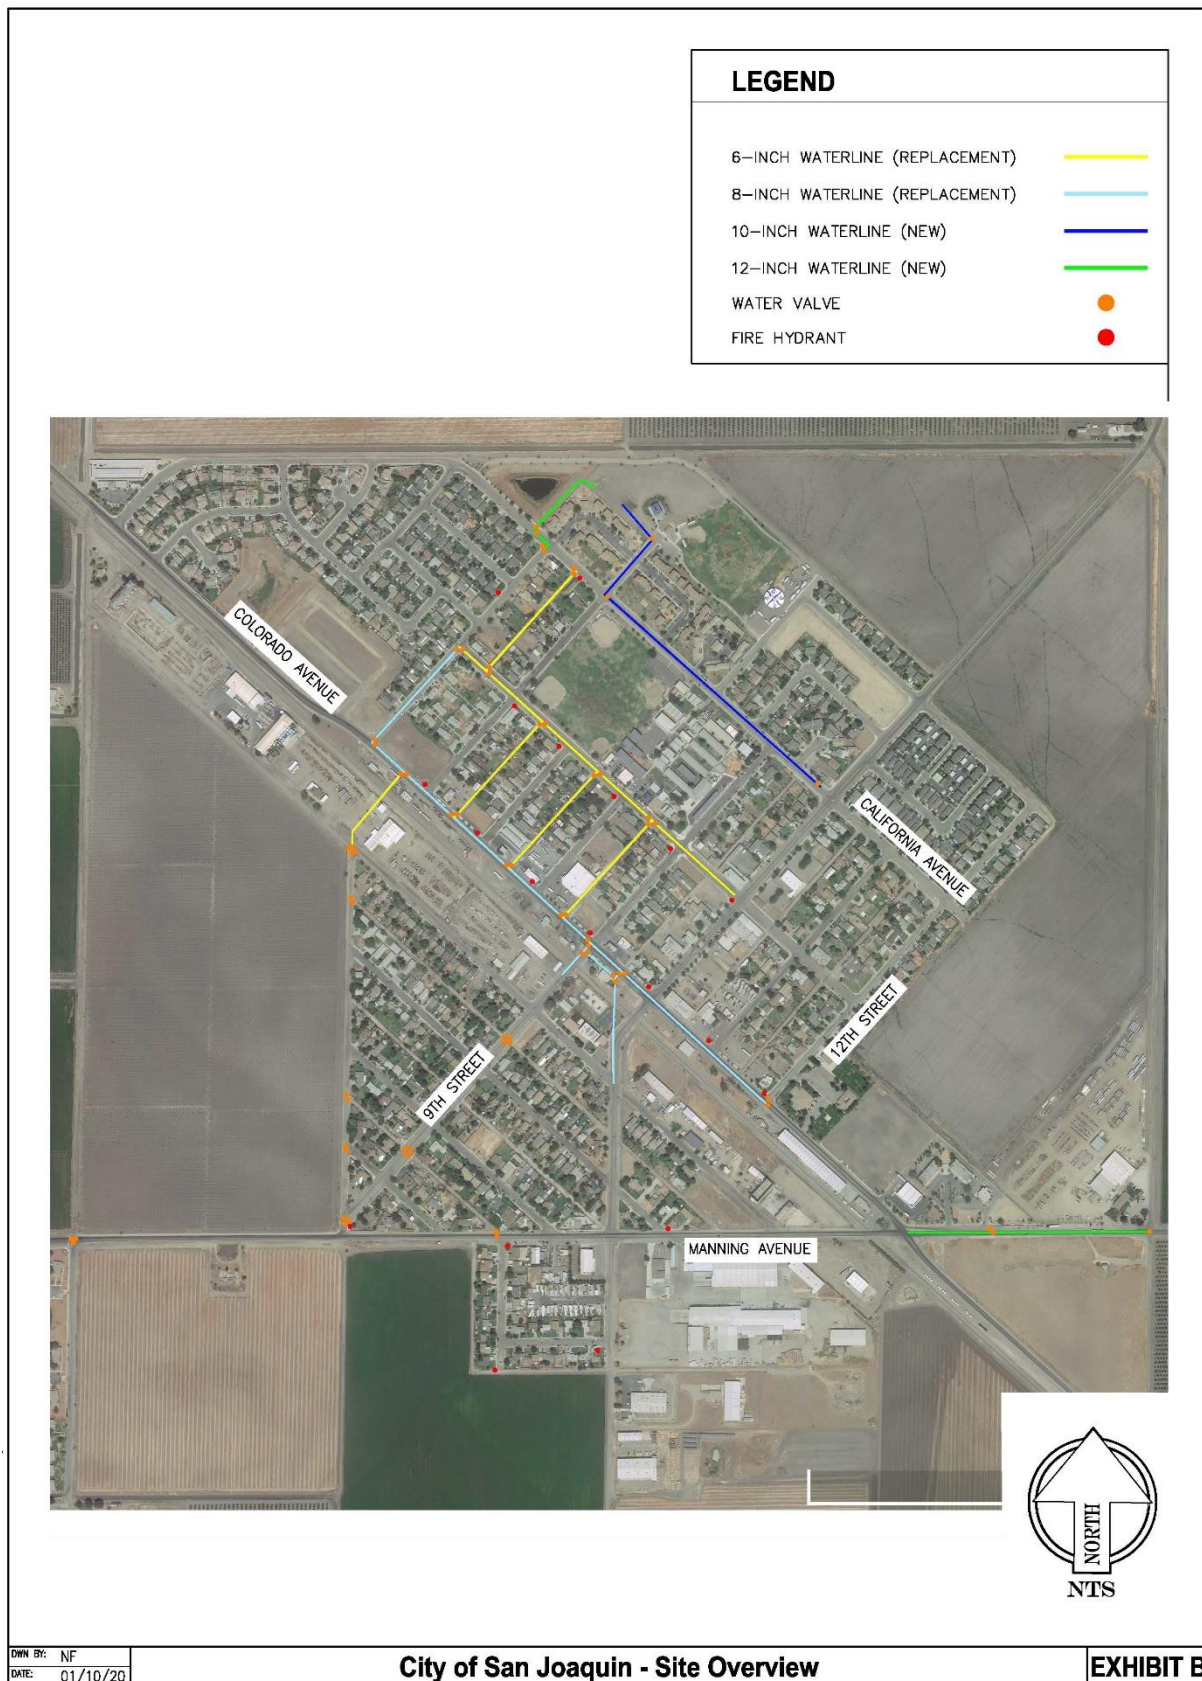 LEGEND
6-INCH WATERLINE (REPLACEMENT)
8-INCH WATERLINE (REPLACEMENT)
10-INCH WATERLINE (NEW)
12-INCH WATERLINE (NEW)
WATER VALVE
FIRE HYDRANT
COLORADO AVENUE
CALIFORNIA AVENUE
12TH STREET
9TH STREET
MANNING AVENUE
NORTH
NTS
DWN BY: NF
DATE: 01/10/20
City of San Joaquin - Site Overview
EXHIBIT B